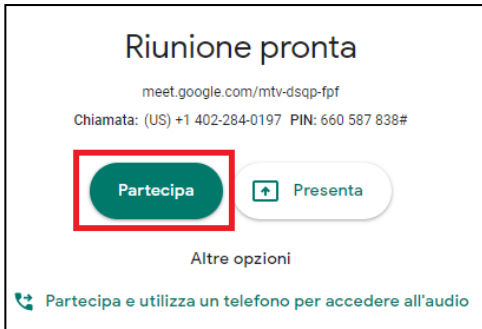 Riunione pronta
meet.google.com/mtv-dsqp-fpf
Chiamata: (US) +1 402-284-0197 PIN: 660 587 838#
Partecipa Presenta
Altre opzioni
Partecipa e utilizza un telefono per accedere all'audio